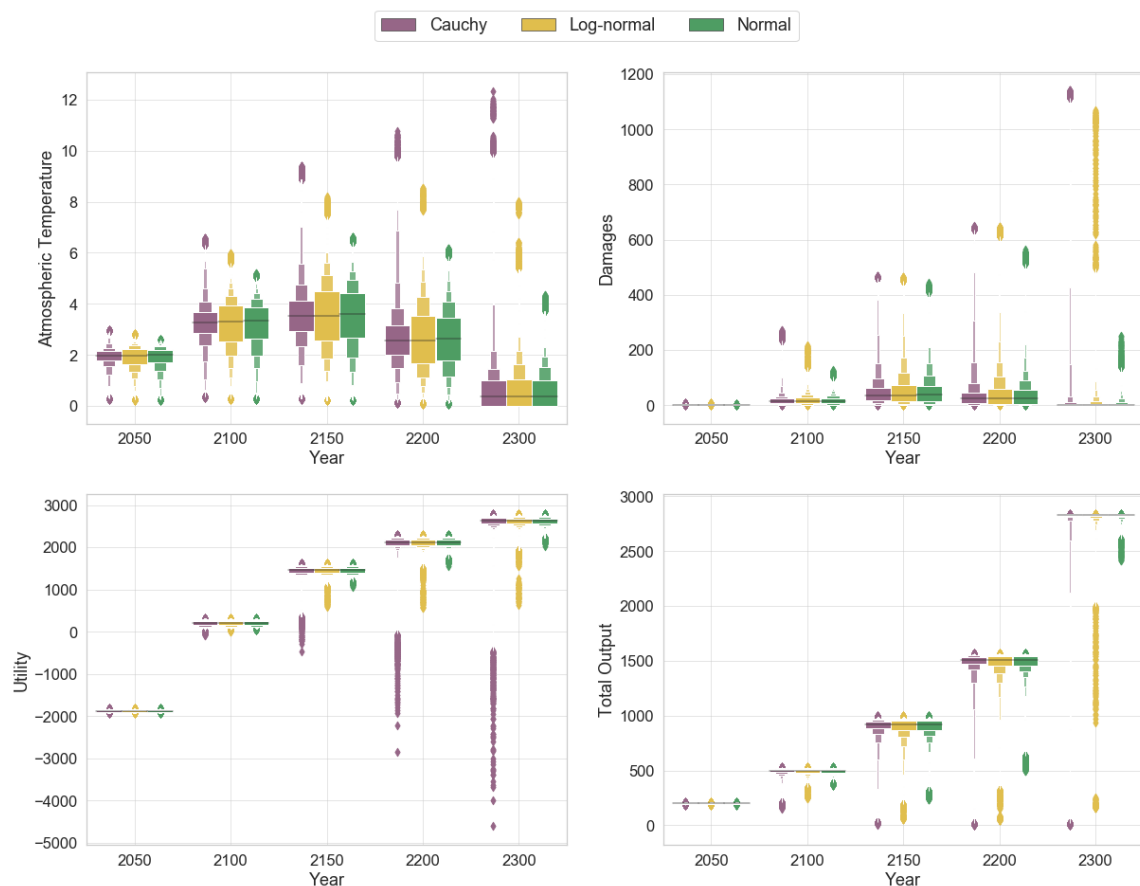 Cauchy Log-normal Normal
Atmospheric Temperature
12
10
8
6
4
2
0
2050 2100 2150 2200 2300
Year
Damages
1200
1000
800
600
400
200
0
2050 2100 2150 2200 2300
Year
Utility
3000
2000
1000
0
−1000
−2000
−3000
−4000
−5000
2050 2100 2150 2200 2300
Year
Total Output
3000
2500
2000
1500
1000
500
0
2050 2100 2150 2200 2300
Year